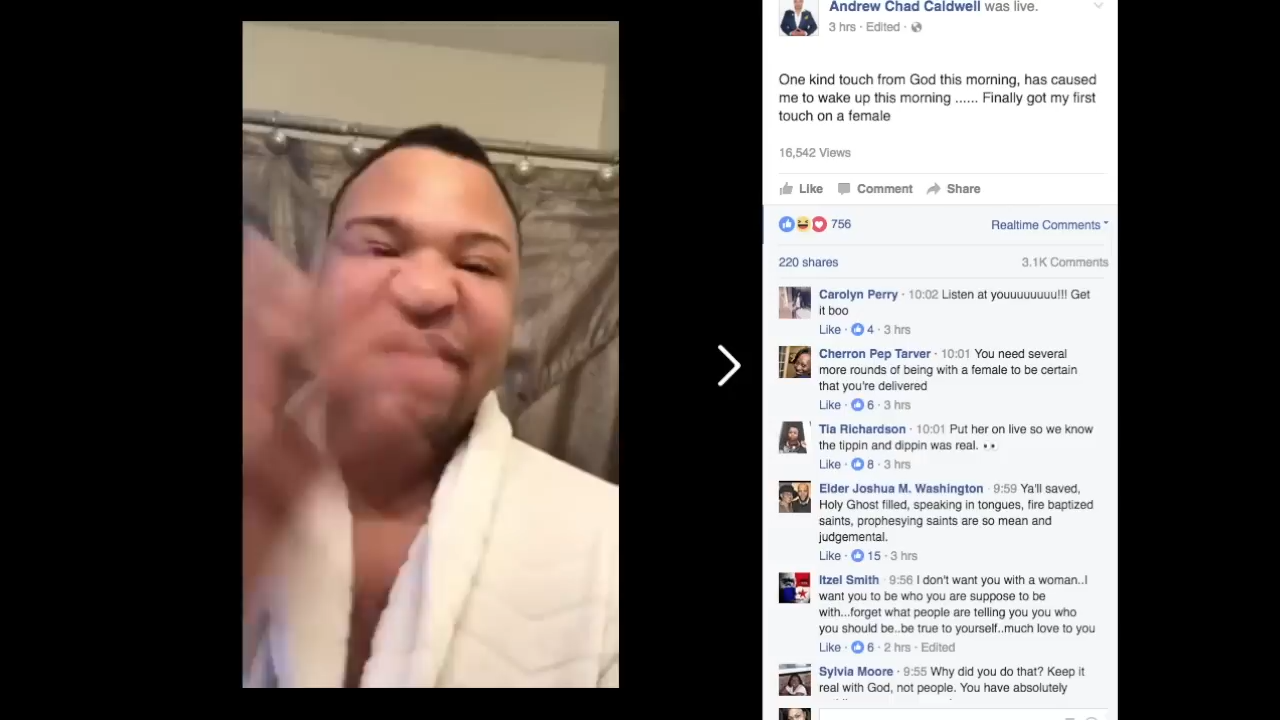 Andrew Chad Caldwell was live.
3 hrs · Edited ·
One kind touch from God this morning, has caused
me to wake up this morning ...... Finally got my first
touch on a female
16,542 Views
Like Comment Share
756 Realtime Comments
220 shares 3.1K Comments
Carolyn Perry · 10:02 Listen at youuuuuuuu!!! Get
it boo
Like · 4 · 3 hrs
Cherron Pep Tarver · 10:01 You need several
more rounds of being with a female to be certain
that you're delivered
Like · 6 · 3 hrs
Tia Richardson · 10:01 Put her on live so we know
the tippin and dippin was real. 👀
Like · 8 · 3 hrs
Elder Joshua M. Washington · 9:59 Ya'll saved,
Holy Ghost filled, speaking in tongues, fire baptized
saints, prophesying saints are so mean and
judgemental.
Like · 15 · 3 hrs
Itzel Smith · 9:56 I don't want you with a woman..I
want you to be who you are suppose to be
with...forget what people are telling you you who
you should be..be true to yourself..much love to you
Like · 6 · 2 hrs · Edited
Sylvia Moore · 9:55 Why did you do that? Keep it
real with God, not people. You have absolutely